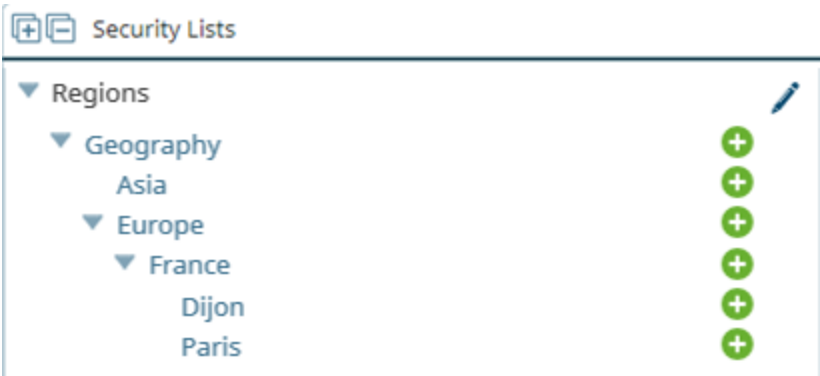 Security Lists
Regions
Geography
Asia
Europe
France
Dijon
Paris